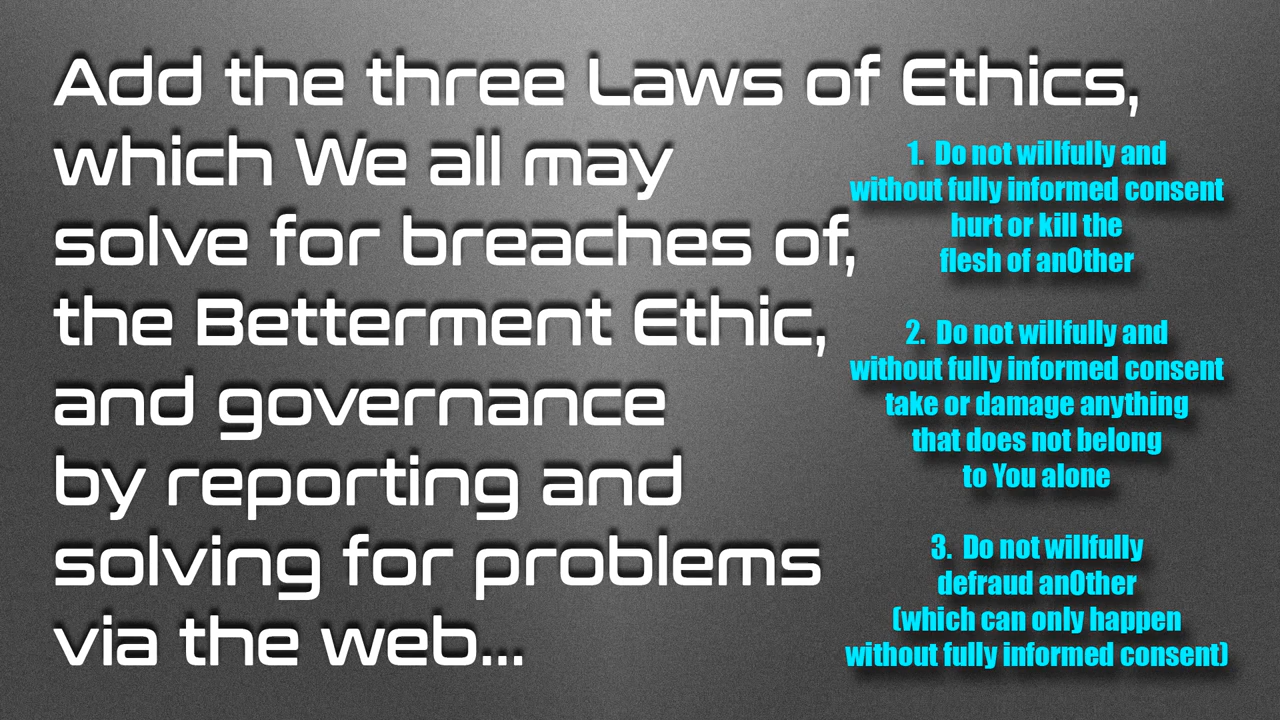 Add the three Laws of Ethics,
which We all may
solve for breaches of,
the Betterment Ethic,
and governance
by reporting and
solving for problems
via the web...
1.  Do not willfully and
without fully informed consent
hurt or kill the
flesh of anOther
2.  Do not willfully and
without fully informed consent
take or damage anything
that does not belong
to You alone
3.  Do not willfully
defraud anOther
(which can only happen
without fully informed consent)